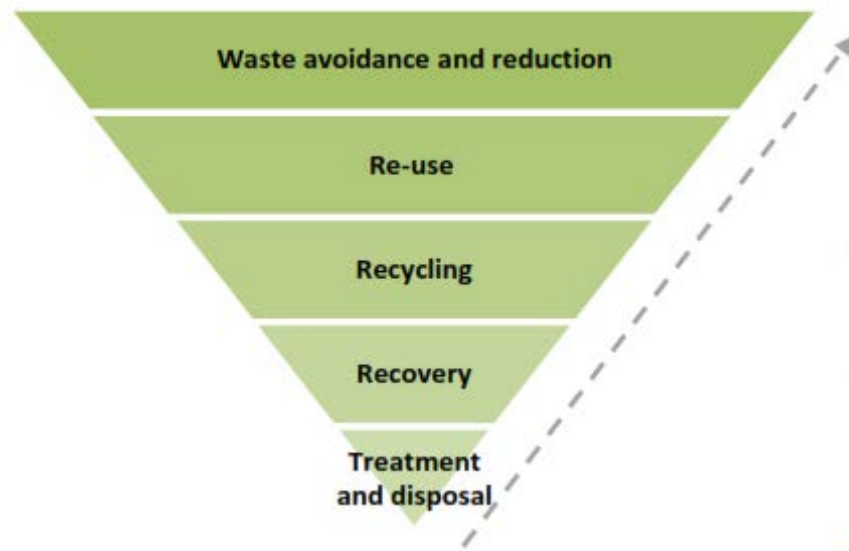 Waste avoidance and reduction
Re-use
Recycling
Recovery
Treatment
and disposal